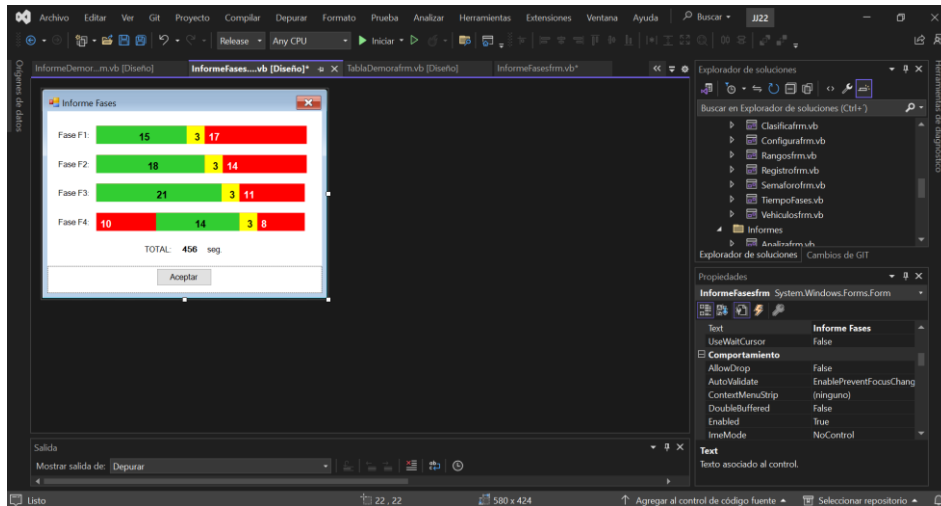 Archivo Editar Ver Git Proyecto Compilar Depurar Formato Prueba Analizar Herramientas Extensiones Ventana Ayuda Buscar JJ22
Release Any CPU Iniciar
InformeDemor...m.vb [Diseño] InformeFases....vb [Diseño]* TablaDemorafrm.vb [Diseño] InformeFasesfrm.vb*
Orígenes de datos
Informe Fases
Fase F1: 15 3 17
Fase F2: 18 3 14
Fase F3: 21 3 11
Fase F4: 10 14 3 8
TOTAL: 456 seg.
Aceptar
Explorador de soluciones
Buscar en Explorador de soluciones (Ctrl+´)
Clasificafrm.vb
Configurafrm.vb
Rangosfrm.vb
Registrofrm.vb
Semaforofrm.vb
TiempoFases.vb
Vehiculosfrm.vb
Informes
Analizafrm.vb
Explorador de soluciones Cambios de GIT
Herramientas de diagnóstico
Propiedades
InformeFasesfrm System.Windows.Forms.Form
Text Informe Fases
UseWaitCursor False
Comportamiento
AllowDrop False
AutoValidate EnablePreventFocusChang
ContextMenuStrip (ninguno)
DoubleBuffered False
Enabled True
ImeMode NoControl
Text
Texto asociado al control.
Salida
Mostrar salida de: Depurar
Listo 22 , 22 580 x 424 Agregar al control de código fuente Seleccionar repositorio